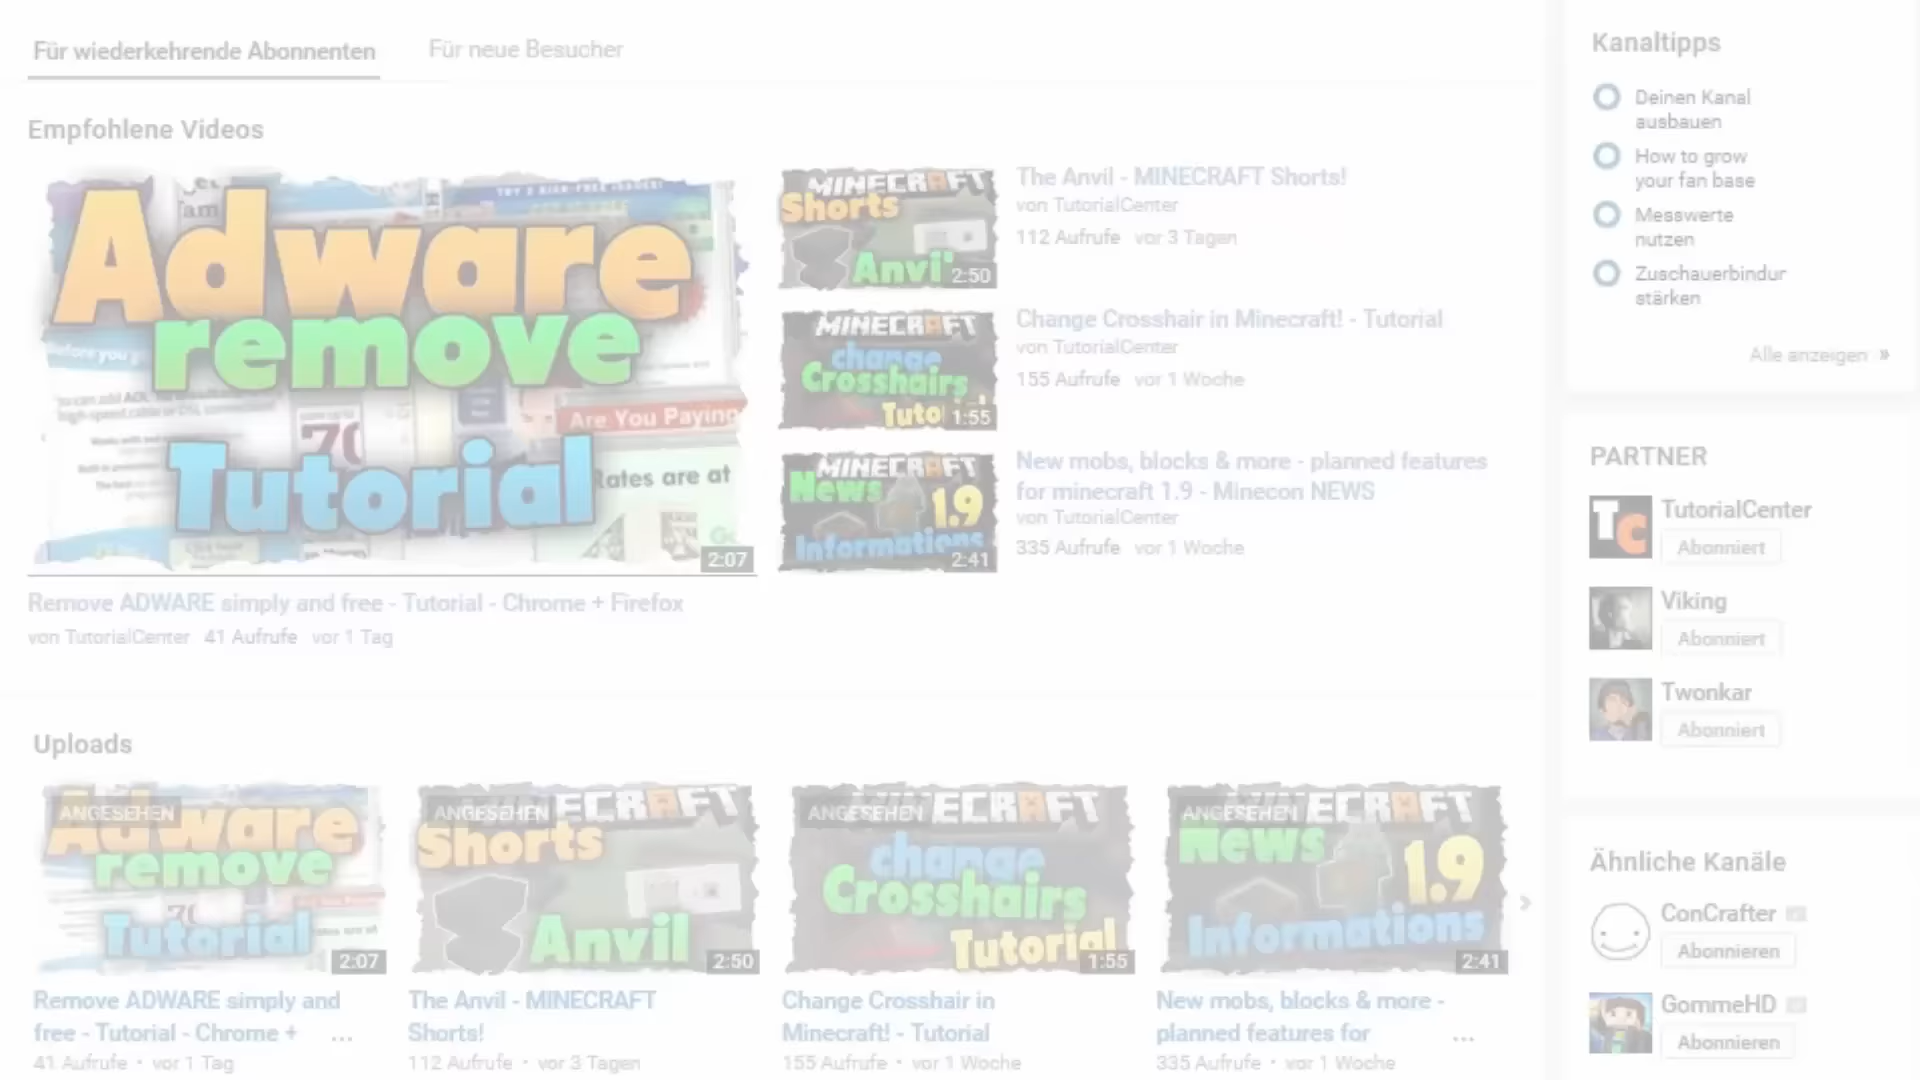 Für wiederkehrende Abonnenten
Für neue Besucher
Empfohlene Videos
Adware
remove
Tutorial
Are You Paying
Rates are at
2:07
Remove ADWARE simply and free - Tutorial - Chrome + Firefox
von TutorialCenter 41 Aufrufe vor 1 Tag
MINECRAFT
Shorts
Anvil
2:50
The Anvil - MINECRAFT Shorts!
von TutorialCenter
112 Aufrufe vor 3 Tagen
MINECRAFT
change
Crosshairs
1:55
Change Crosshair in Minecraft! - Tutorial
von TutorialCenter
155 Aufrufe vor 1 Woche
MINECRAFT
News
1.9
Informations
2:41
New mobs, blocks & more - planned features
for minecraft 1.9 - Minecon NEWS
von TutorialCenter
335 Aufrufe vor 1 Woche
Uploads
ANGESEHEN
Adware
remove
Tutorial
2:07
Remove ADWARE simply and
free - Tutorial - Chrome + ...
41 Aufrufe • vor 1 Tag
ANGESEHEN
Shorts
Anvil
2:50
The Anvil - MINECRAFT
Shorts!
112 Aufrufe • vor 3 Tagen
ANGESEHEN
change
Crosshairs
Tutorial
1:55
Change Crosshair in
Minecraft! - Tutorial
155 Aufrufe • vor 1 Woche
ANGESEHEN
News
1.9
Informations
2:41
New mobs, blocks & more -
planned features for ...
335 Aufrufe • vor 1 Woche
Kanaltipps
Deinen Kanal
ausbauen
How to grow
your fan base
Messwerte
nutzen
Zuschauerbindur
stärken
Alle anzeigen »
PARTNER
TC
TutorialCenter
Abonniert
Viking
Abonniert
Twonkar
Abonniert
Ähnliche Kanäle
ConCrafter
Abonnieren
GommeHD
Abonnieren